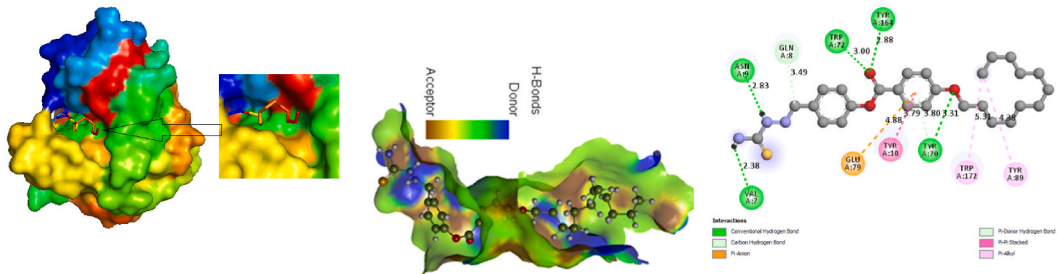 Acceptor
Donor
H-Bonds
TYR
A:164
TRP
A:72
2.88
3.00
GLN
A:8
ASN
A:9
2.83
3.49
4.88
3.79
3.80
3.31
5.31
4.38
2.38
GLU
A:79
TYR
A:10
TYR
A:70
TRP
A:172
TYR
A:89
VAL
A:7
Interactions
Conventional Hydrogen Bond
Carbon Hydrogen Bond
Pi-Anion
Pi-Donor Hydrogen Bond
Pi-Pi Stacked
Pi-Alkyl